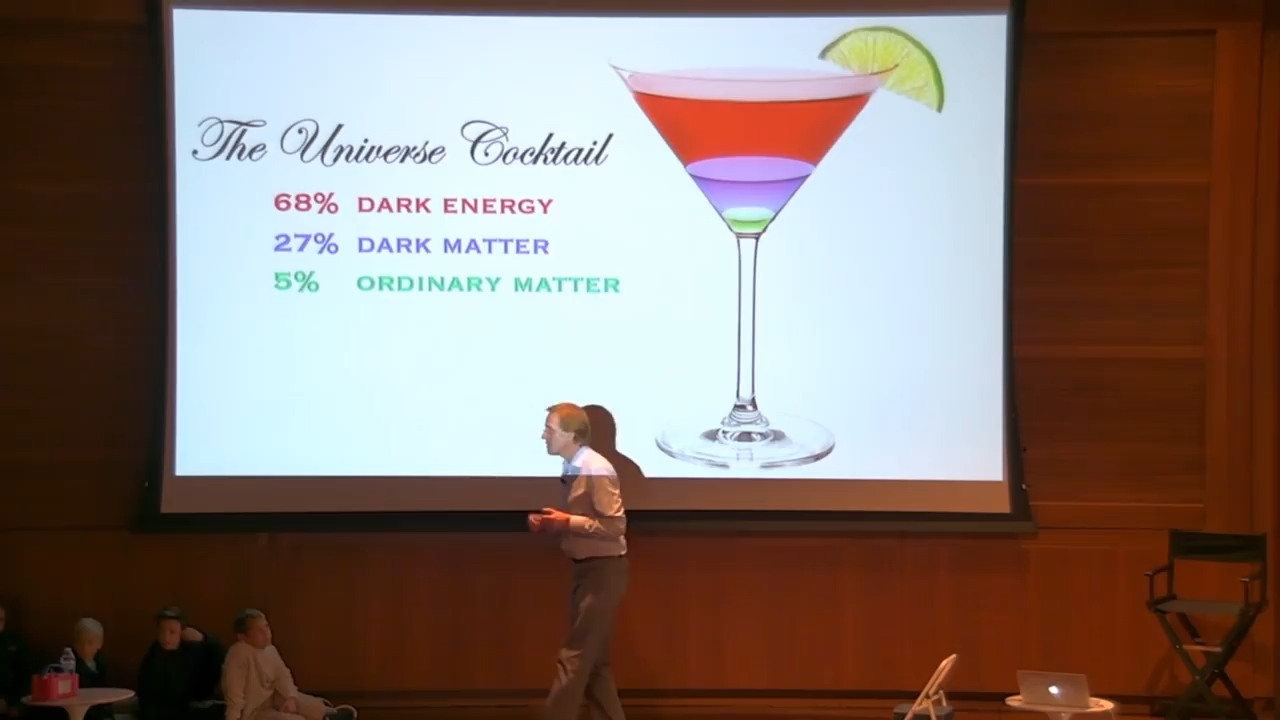 The Universe Cocktail
68% DARK ENERGY
27% DARK MATTER
5% ORDINARY MATTER